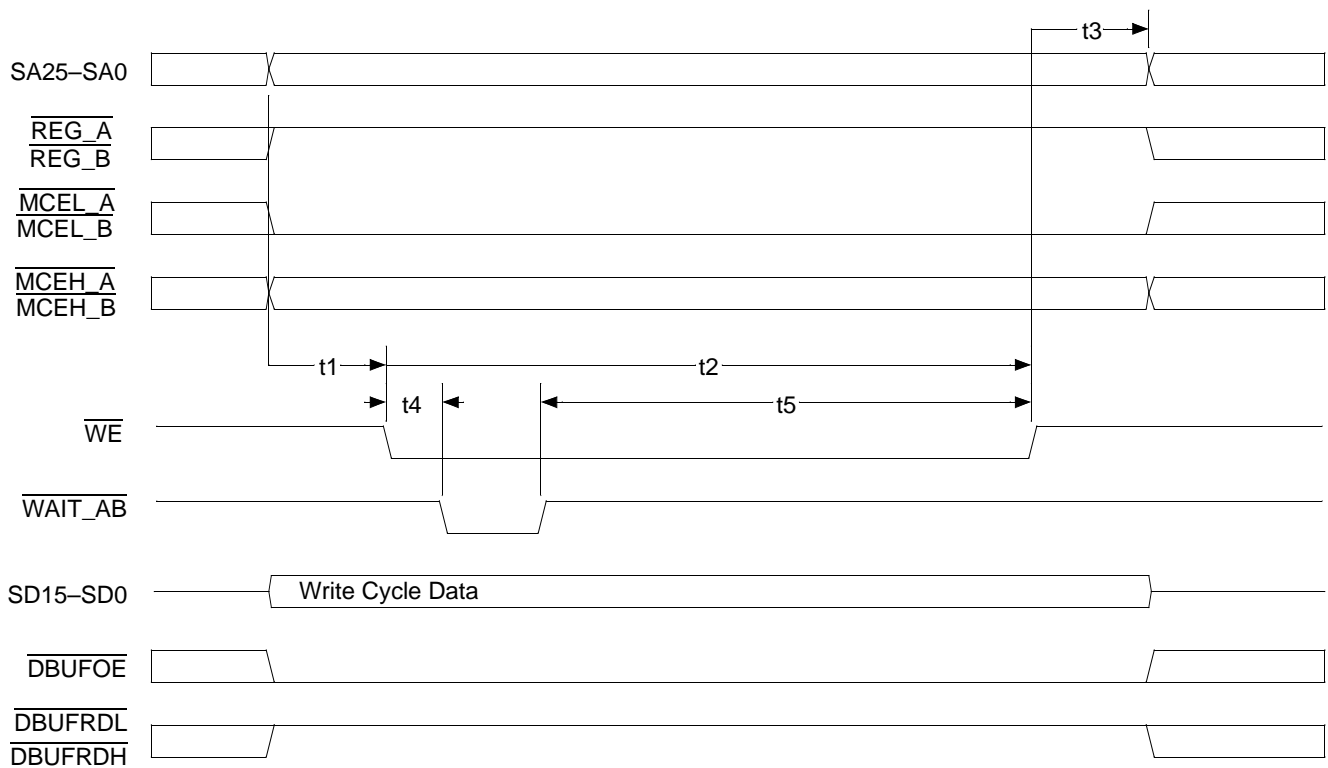 t3
SA25–SA0
REG_A
REG_B
MCEL_A
MCEL_B
MCEH_A
MCEH_B
t1
t2
t4
t5
WE
WAIT_AB
SD15–SD0
Write Cycle Data
DBUFOE
DBUFRDL
DBUFRDH